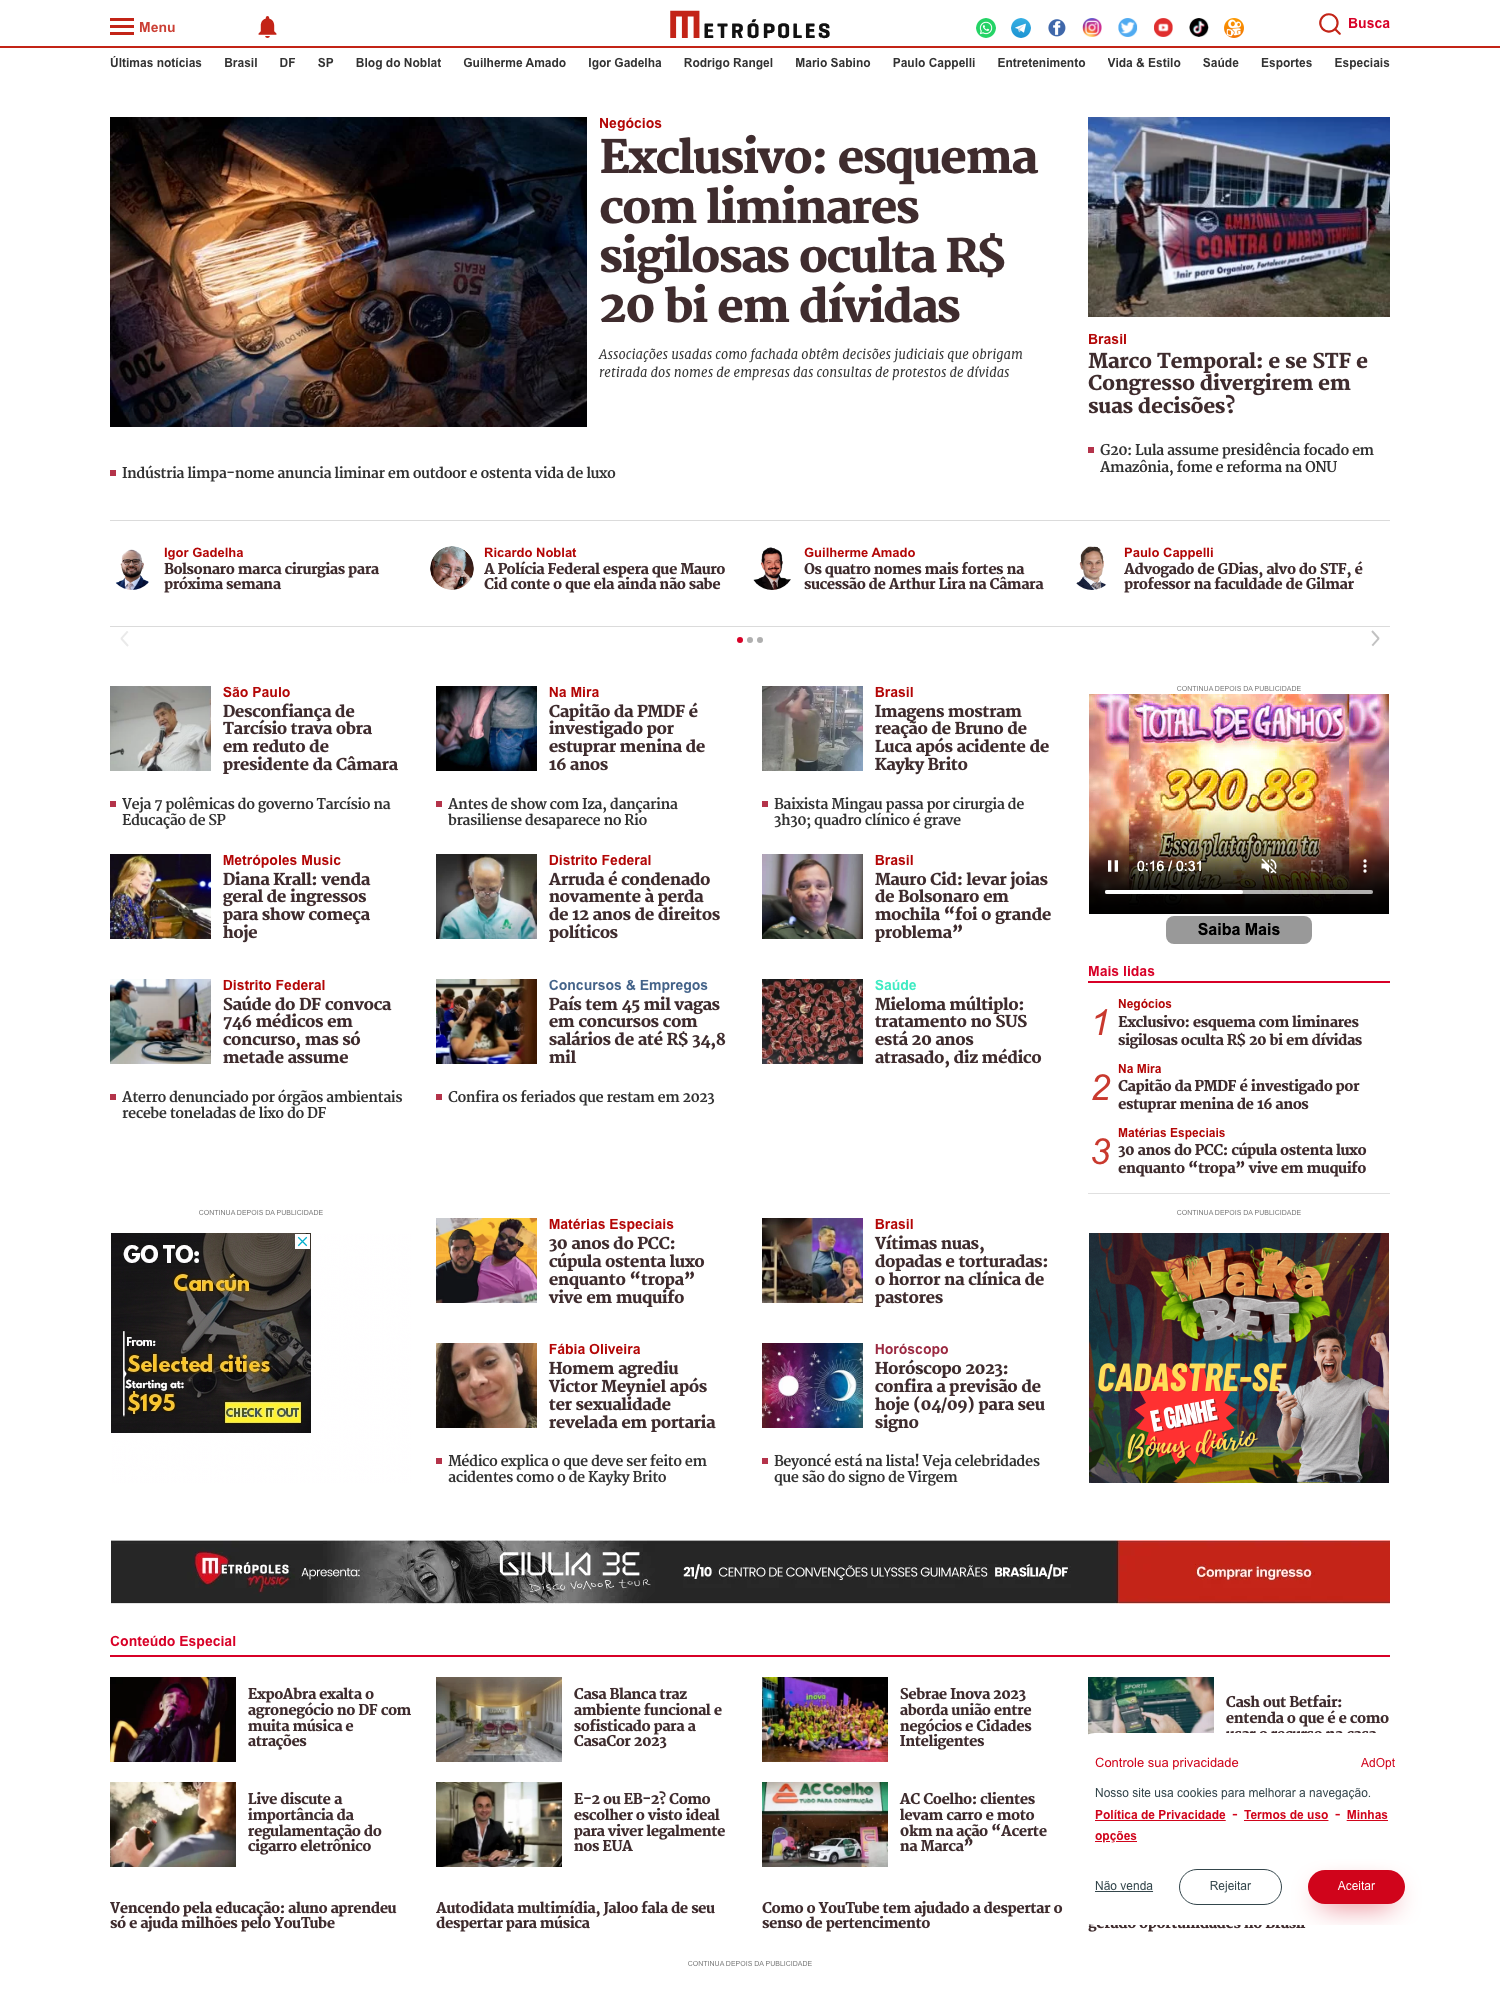 Menu
METRÓPOLES
Busca
Últimas notícias Brasil DF SP Blog do Noblat Guilherme Amado Igor Gadelha Rodrigo Rangel Mario Sabino Paulo Cappelli Entretenimento Vida & Estilo Saúde Esportes Especiais
Negócios
Exclusivo: esquema
com liminares
sigilosas oculta R$
20 bi em dívidas
Associações usadas como fachada obtêm decisões judiciais que obrigam
retirada dos nomes de empresas das consultas de protestos de dívidas
Indústria limpa-nome anuncia liminar em outdoor e ostenta vida de luxo
AMAZÔNIA
CONTRA O MARCO TEMPORAL
Unir para Organizar, Fortalecer para Conquistar
Brasil
Marco Temporal: e se STF e
Congresso divergirem em
suas decisões?
G20: Lula assume presidência focado em
Amazônia, fome e reforma na ONU
Igor Gadelha
Bolsonaro marca cirurgias para
próxima semana
Ricardo Noblat
A Polícia Federal espera que Mauro
Cid conte o que ela ainda não sabe
Guilherme Amado
Os quatro nomes mais fortes na
sucessão de Arthur Lira na Câmara
Paulo Cappelli
Advogado de GDias, alvo do STF, é
professor na faculdade de Gilmar
São Paulo
Desconfiança de
Tarcísio trava obra
em reduto de
presidente da Câmara
Veja 7 polêmicas do governo Tarcísio na
Educação de SP
Na Mira
Capitão da PMDF é
investigado por
estuprar menina de
16 anos
Antes de show com Iza, dançarina
brasiliense desaparece no Rio
Brasil
Imagens mostram
reação de Bruno de
Luca após acidente de
Kayky Brito
Baixista Mingau passa por cirurgia de
3h30; quadro clínico é grave
CONTINUA DEPOIS DA PUBLICIDADE
TOTAL DE GANHOS
320,88
Essa plataforma ta
0:16 / 0:31
Saiba Mais
Metrópoles Music
Diana Krall: venda
geral de ingressos
para show começa
hoje
Distrito Federal
Arruda é condenado
novamente à perda
de 12 anos de direitos
políticos
Brasil
Mauro Cid: levar joias
de Bolsonaro em
mochila “foi o grande
problema”
Distrito Federal
Saúde do DF convoca
746 médicos em
concurso, mas só
metade assume
Aterro denunciado por órgãos ambientais
recebe toneladas de lixo do DF
Concursos & Empregos
País tem 45 mil vagas
em concursos com
salários de até R$ 34,8
mil
Confira os feriados que restam em 2023
Saúde
Mieloma múltiplo:
tratamento no SUS
está 20 anos
atrasado, diz médico
Mais lidas
1
Negócios
Exclusivo: esquema com liminares
sigilosas oculta R$ 20 bi em dívidas
2
Na Mira
Capitão da PMDF é investigado por
estuprar menina de 16 anos
3
Matérias Especiais
30 anos do PCC: cúpula ostenta luxo
enquanto “tropa” vive em muquifo
CONTINUA DEPOIS DA PUBLICIDADE
GO TO:
Cancún
From:
Selected cities
Starting at:
$195
CHECK IT OUT
Matérias Especiais
30 anos do PCC:
cúpula ostenta luxo
enquanto “tropa”
vive em muquifo
Brasil
Vítimas nuas,
dopadas e torturadas:
o horror na clínica de
pastores
Fábia Oliveira
Homem agrediu
Victor Meyniel após
ter sexualidade
revelada em portaria
Médico explica o que deve ser feito em
acidentes como o de Kayky Brito
Horóscopo
Horóscopo 2023:
confira a previsão de
hoje (04/09) para seu
signo
Beyoncé está na lista! Veja celebridades
que são do signo de Virgem
CONTINUA DEPOIS DA PUBLICIDADE
WAKA
BET
CADASTRE-SE
E GANHE
Bônus diário
METRÓPOLES
MUSIC
Apresenta:
GIULIA BE
DISCO VOADOR TOUR
21/10 CENTRO DE CONVENÇÕES ULYSSES GUIMARÃES BRASÍLIA/DF
Comprar ingresso
Conteúdo Especial
ExpoAbra exalta o
agronegócio no DF com
muita música e
atrações
Casa Blanca traz
ambiente funcional e
sofisticado para a
CasaCor 2023
inova
Sebrae Inova 2023
aborda união entre
negócios e Cidades
Inteligentes
SPORTS
Cash out Betfair:
entenda o que é e como
usar o recurso na casa
Live discute a
importância da
regulamentação do
cigarro eletrônico
E-2 ou EB-2? Como
escolher o visto ideal
para viver legalmente
nos EUA
AC Coelho
TUDO PARA CONSTRUÇÃO
AC Coelho: clientes
levam carro e moto
0km na ação “Acerte
na Marca”
Vencendo pela educação: aluno aprendeu
só e ajuda milhões pelo YouTube
Autodidata multimídia, Jaloo fala de seu
despertar para música
Como o YouTube tem ajudado a despertar o
senso de pertencimento
gerado oportunidades no Brasil
Controle sua privacidade
AdOpt
Nosso site usa cookies para melhorar a navegação.
Política de Privacidade - Termos de uso - Minhas
opções
Não venda
Rejeitar
Aceitar
CONTINUA DEPOIS DA PUBLICIDADE